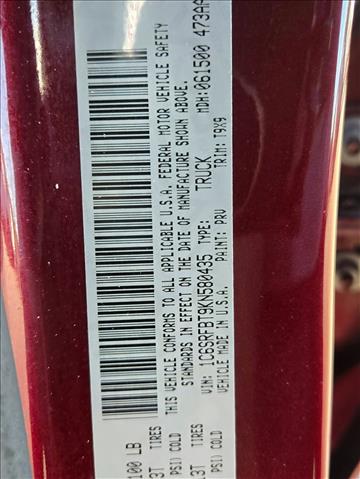 100 LB
3T TIRES
PSI) COLD
THIS VEHICLE CONFORMS TO ALL APPLICABLE U.S.A. FEDERAL MOTOR VEHICLE SAFETY
STANDARDS IN EFFECT ON THE DATE OF MANUFACTURE SHOWN ABOVE.
VIN: 1C6SRFBT9KN580435 TYPE: TRUCK MDH: 061500 473AA
PAINT: PRV TRIM: T9X9
VEHICLE MADE IN U.S.A.
.3T TIRES
PSI) COLD